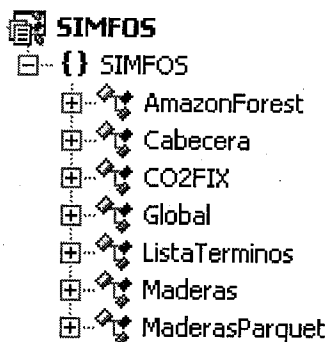 SIMFOS
{} SIMFOS
AmazonForest
Cabecera
CO2FIX
Global
ListaTerminos
Maderas
MaderasParquet